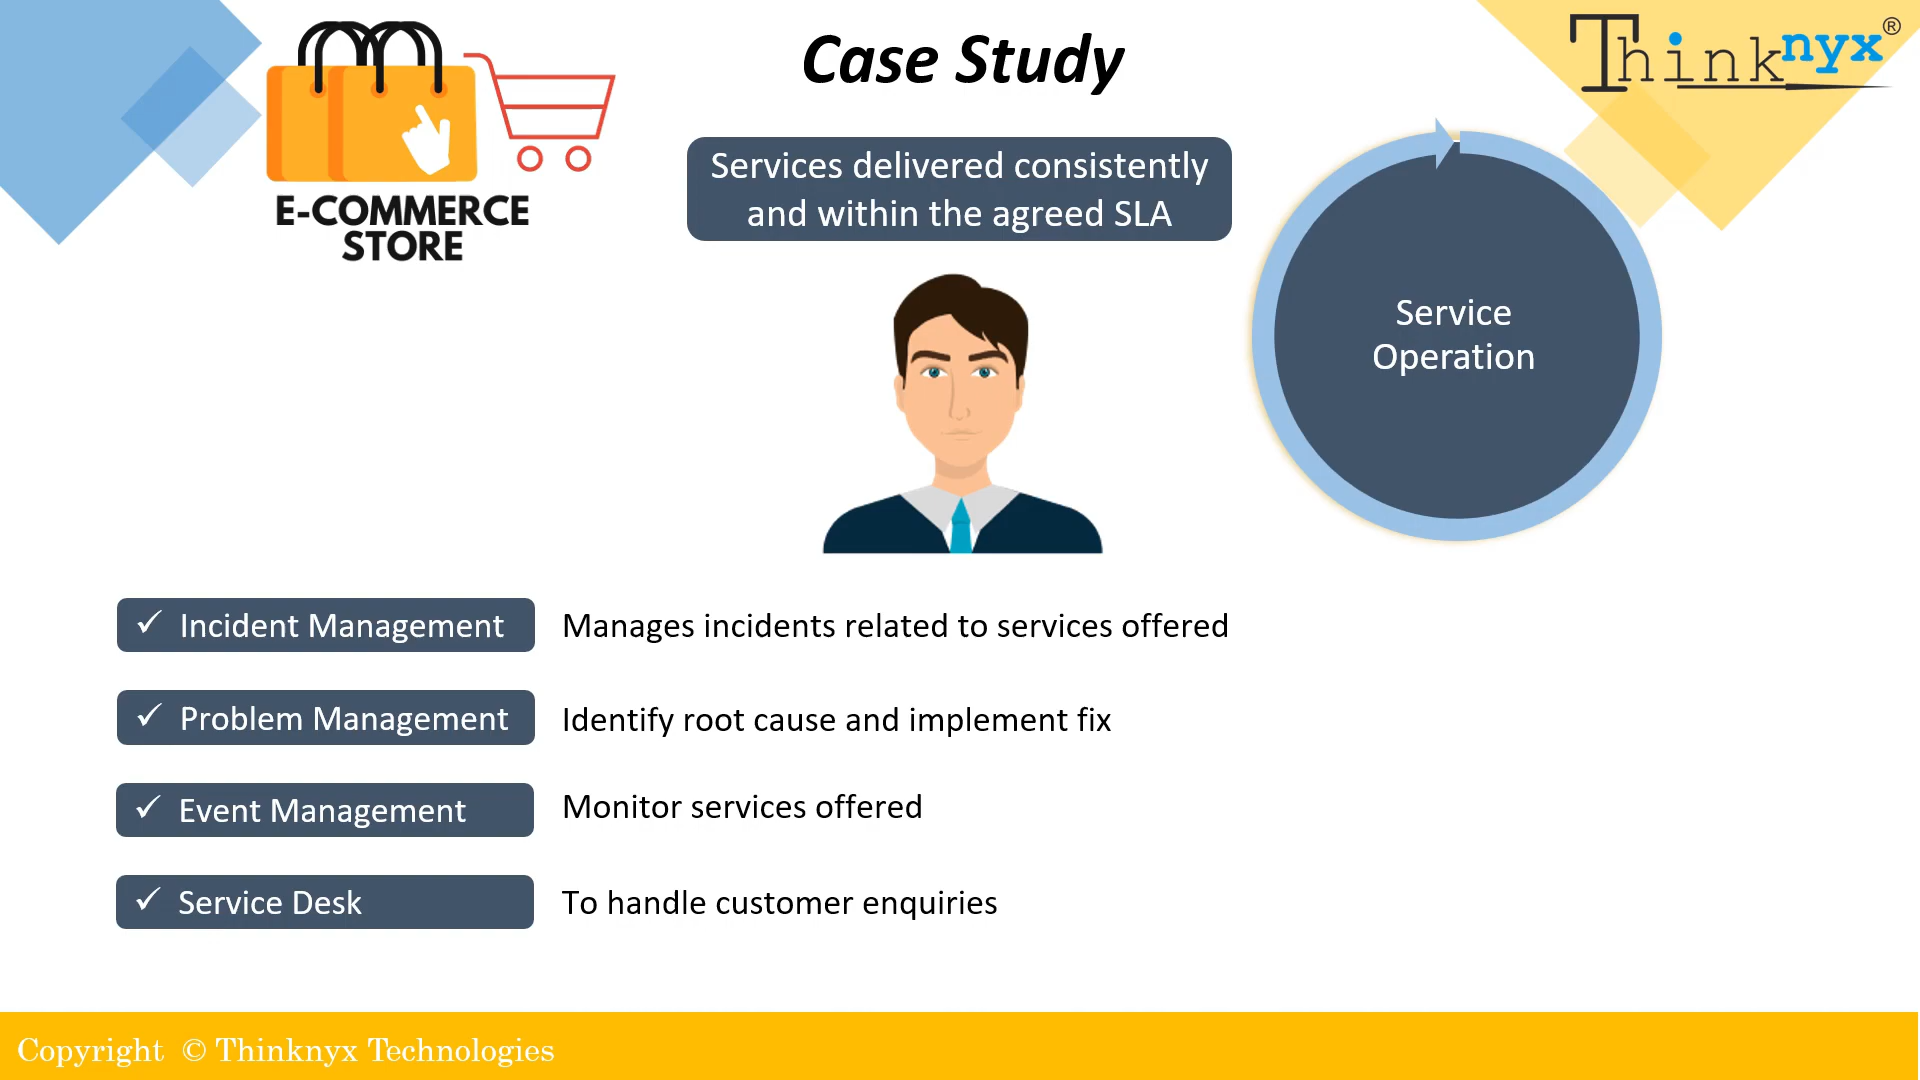 Case Study
Thinknyx®
E-COMMERCE
STORE
Services delivered consistently
and within the agreed SLA
Service
Operation
✓ Incident Management
Manages incidents related to services offered
✓ Problem Management
Identify root cause and implement fix
✓ Event Management
Monitor services offered
✓ Service Desk
To handle customer enquiries
Copyright © Thinknyx Technologies